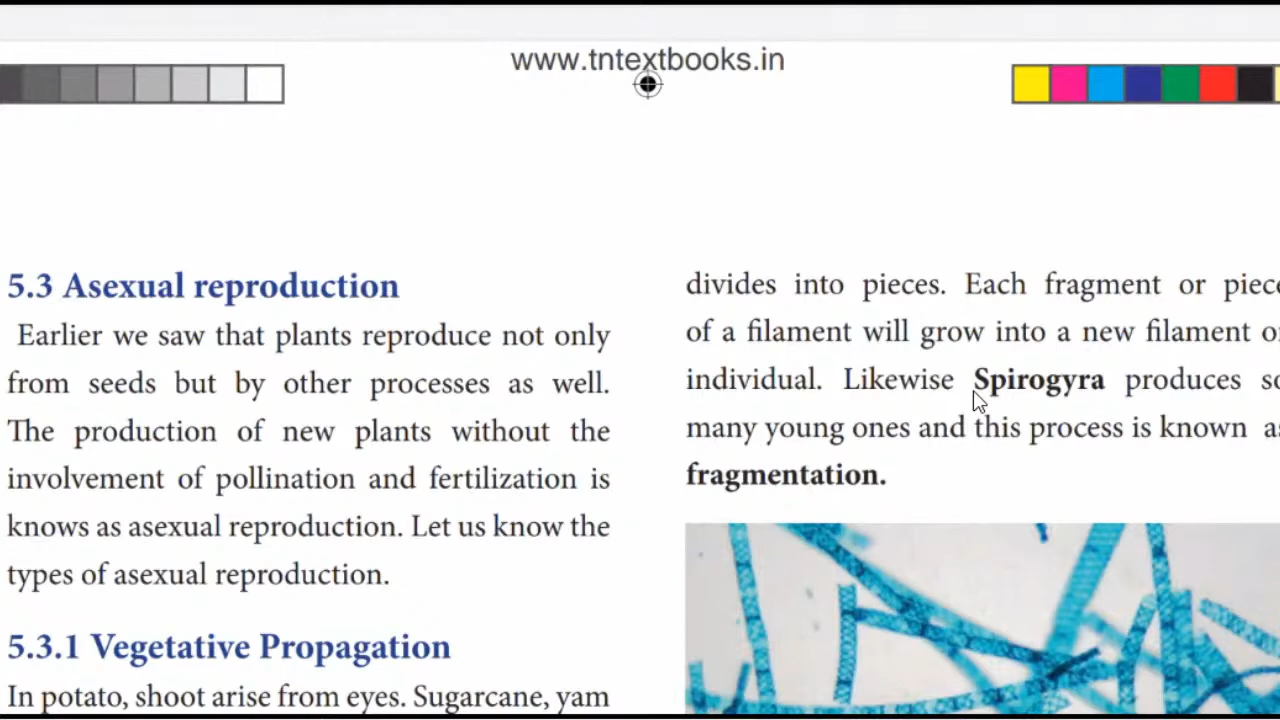 www.tntextbooks.in
5.3 Asexual reproduction
Earlier we saw that plants reproduce not only
from seeds but by other processes as well.
The production of new plants without the
involvement of pollination and fertilization is
knows as asexual reproduction. Let us know the
types of asexual reproduction.
5.3.1 Vegetative Propagation
In potato, shoot arise from eyes. Sugarcane, yam
divides into pieces. Each fragment or piece
of a filament will grow into a new filament or
individual. Likewise Spirogyra produces so
many young ones and this process is known as
fragmentation.